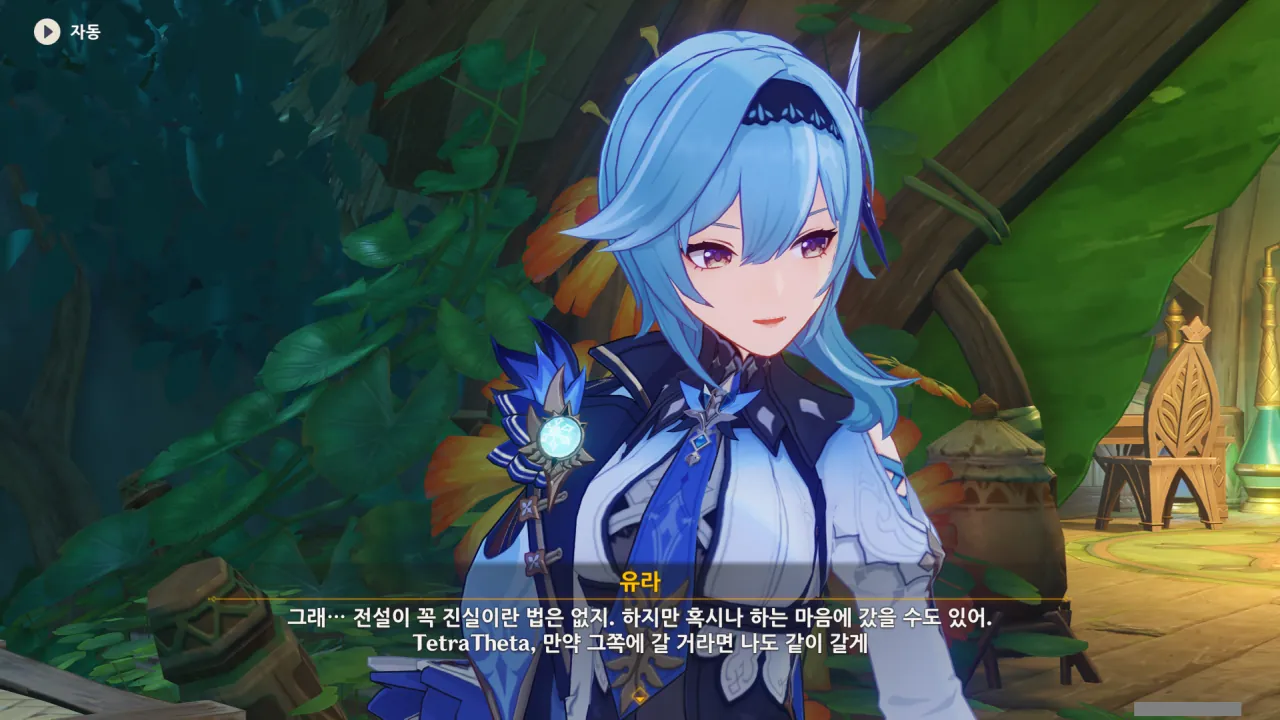 자동
유라
그래… 전설이 꼭 진실이란 법은 없지. 하지만 혹시나 하는 마음에 갔을 수도 있어.
TetraTheta, 만약 그쪽에 갈 거라면 나도 같이 갈게